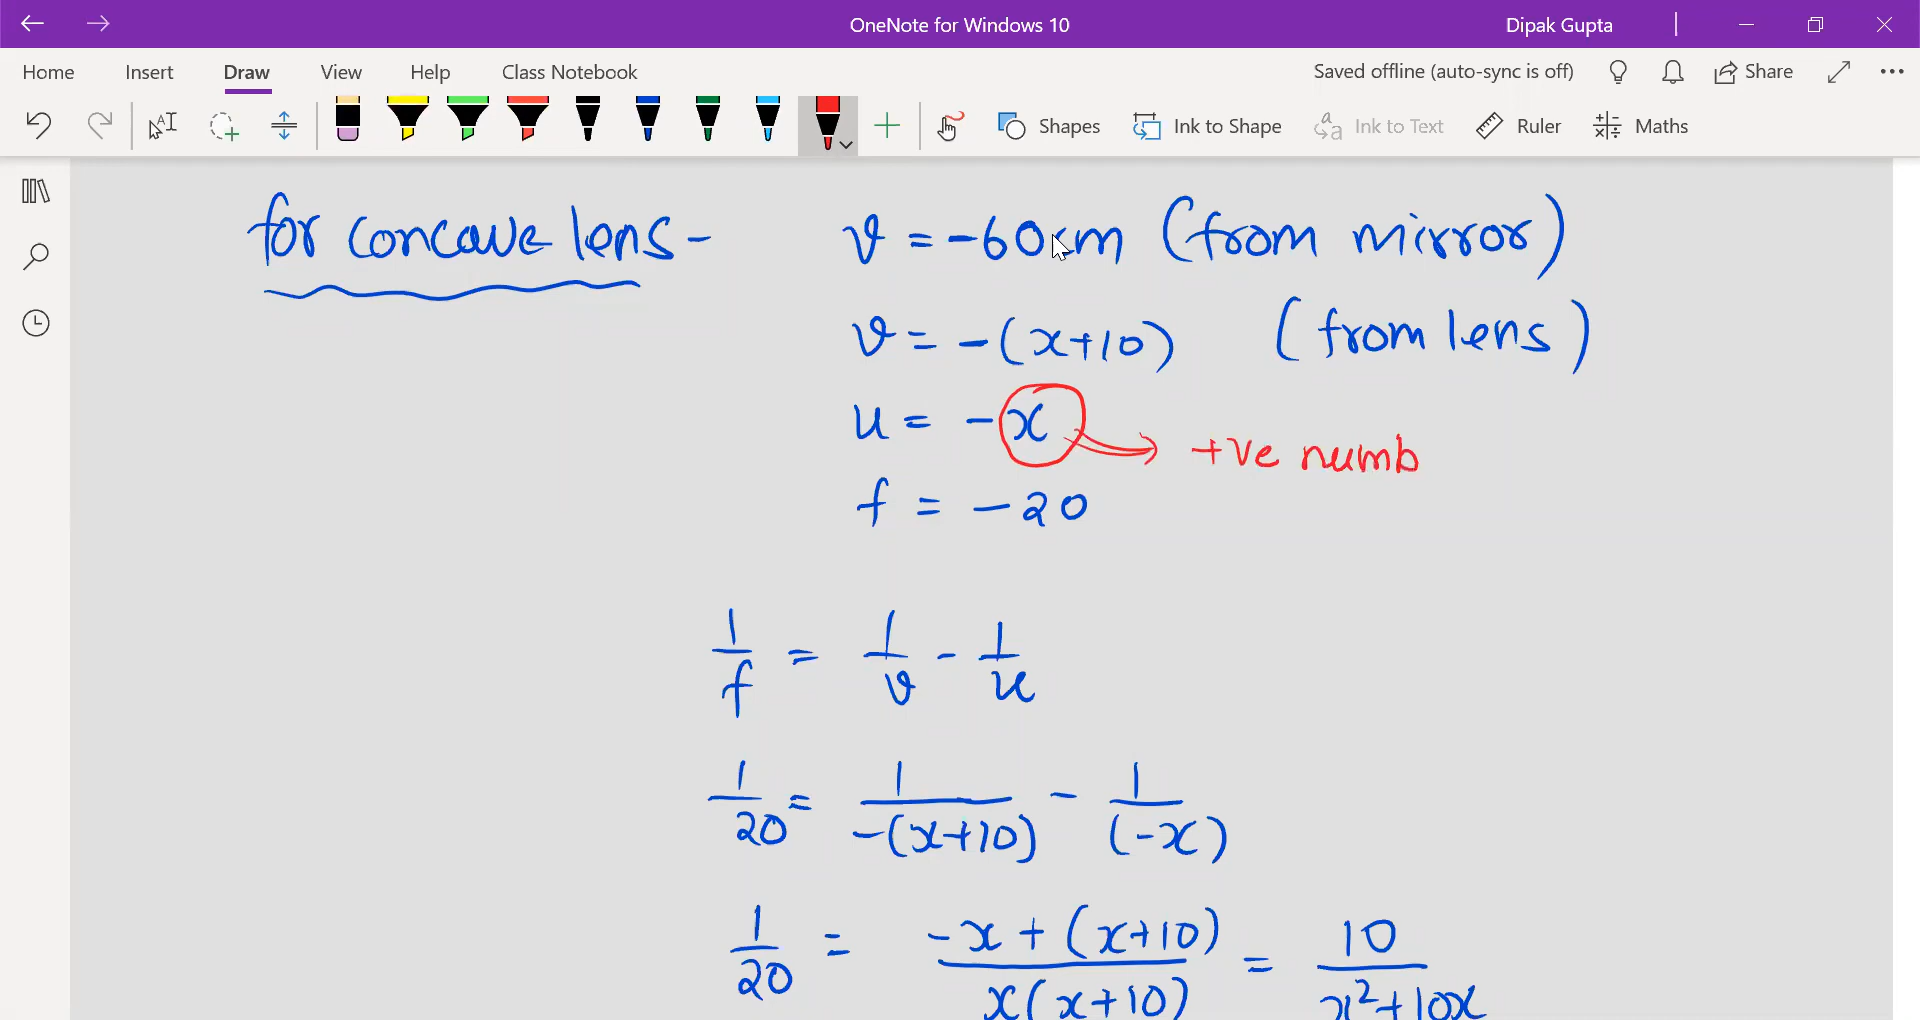 OneNote for Windows 10
Dipak Gupta
Home Insert Draw View Help Class Notebook
Saved offline (auto-sync is off) Share
Shapes Ink to Shape Ink to Text Ruler Maths
for concave lens - v = -60cm (from mirror)
v = -(x+10) (from lens)
u = -x → +ve numb
f = -20
1/f = 1/v - 1/u
1/20 = 1/-(x+10) - 1/(-x)
1/20 = -x + (x+10)/x(x+10) = 10/x²+10x